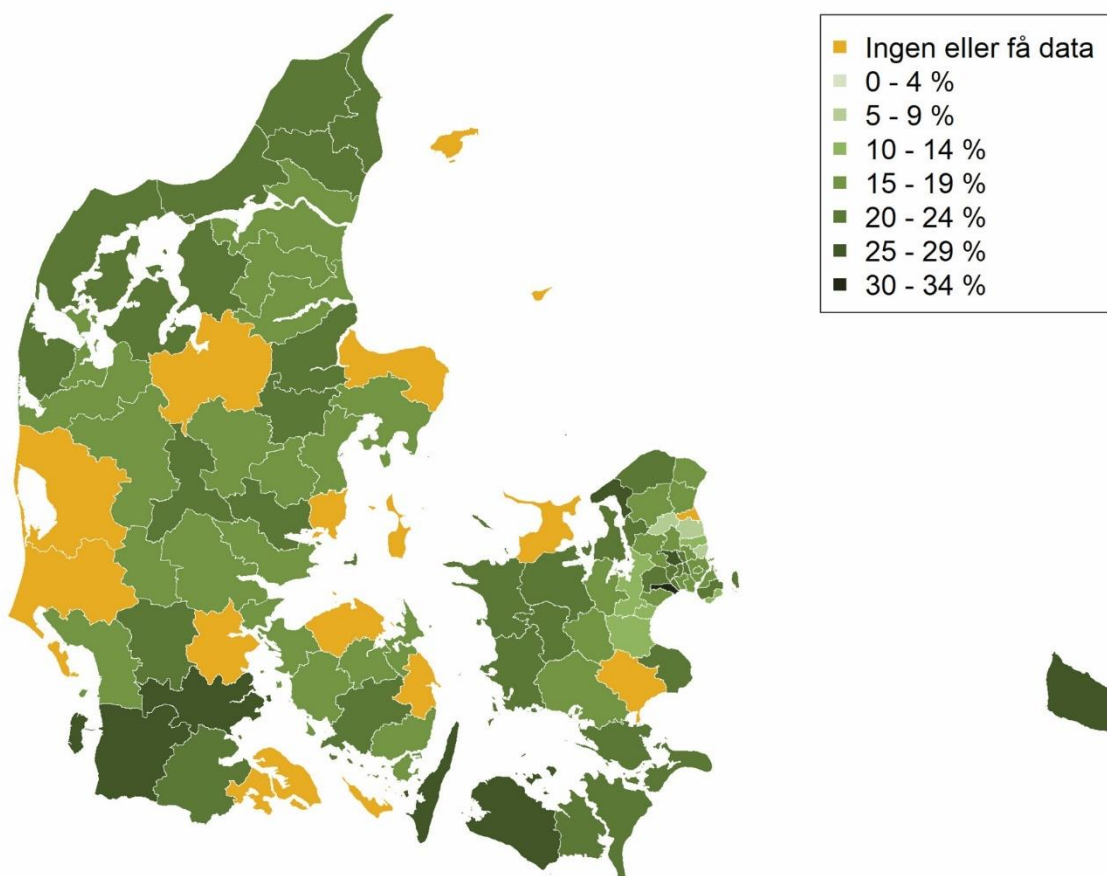 Ingen eller få data
0 - 4 %
5 - 9 %
10 - 14 %
15 - 19 %
20 - 24 %
25 - 29 %
30 - 34 %